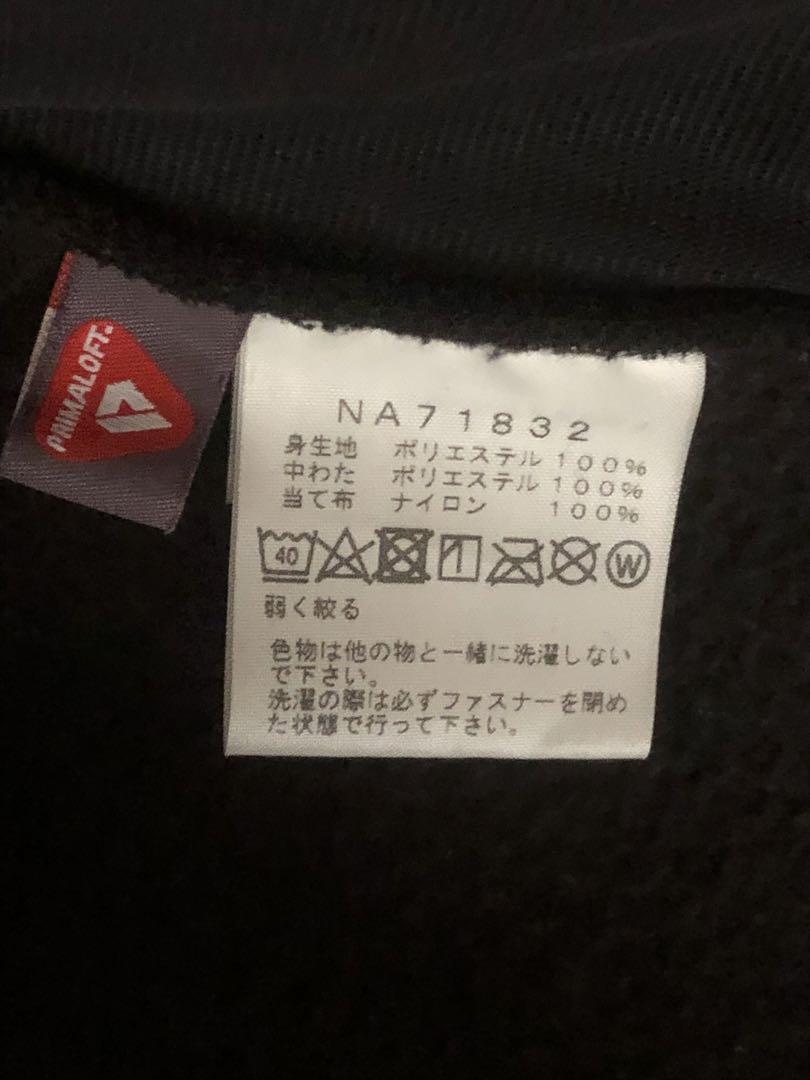 PRIMALOFT
NA71832
身生地 ポリエステル 100%
中わた ポリエステル 100%
当て布 ナイロン 100%
40
W
弱く絞る
色物は他の物と一緒に洗濯しない
で下さい。
洗濯の際は必ずファスナーを閉め
た状態で行って下さい。